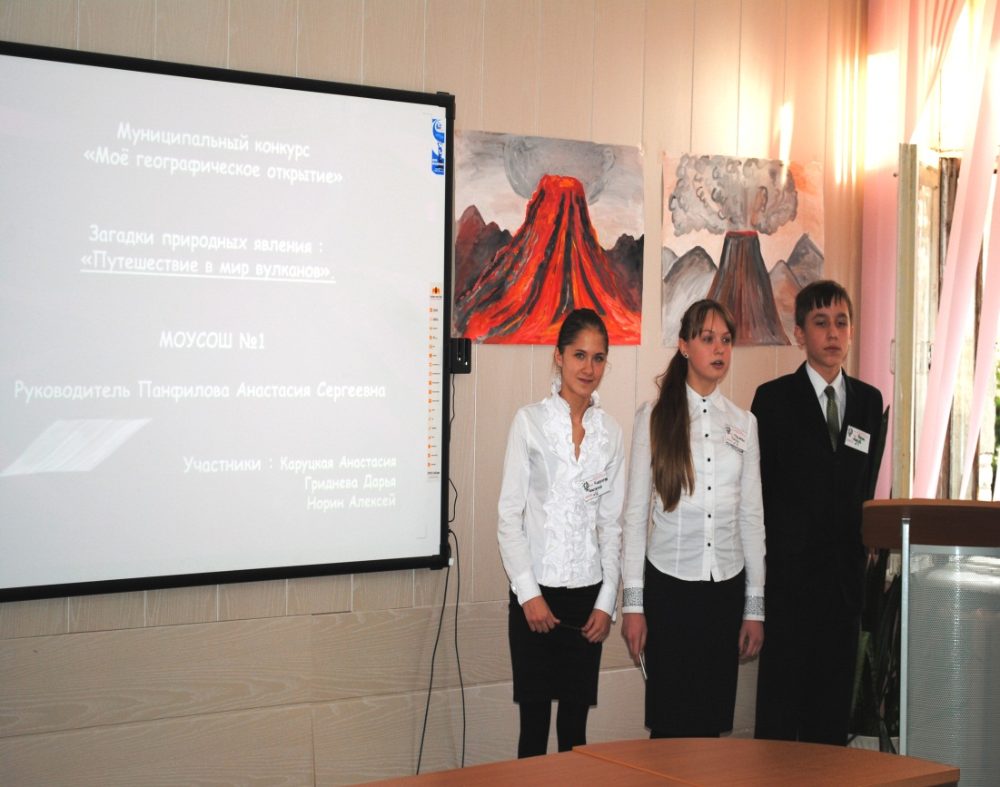 Муниципальный конкурс
«Моё географическое открытие»
Загадки природных явления :
«Путешествие в мир вулканов».
МОУСОШ №1
Руководитель Панфилова Анастасия Сергеевна
Участники : Каруцкая Анастасия
Гриднева Дарья
Норин Алексей